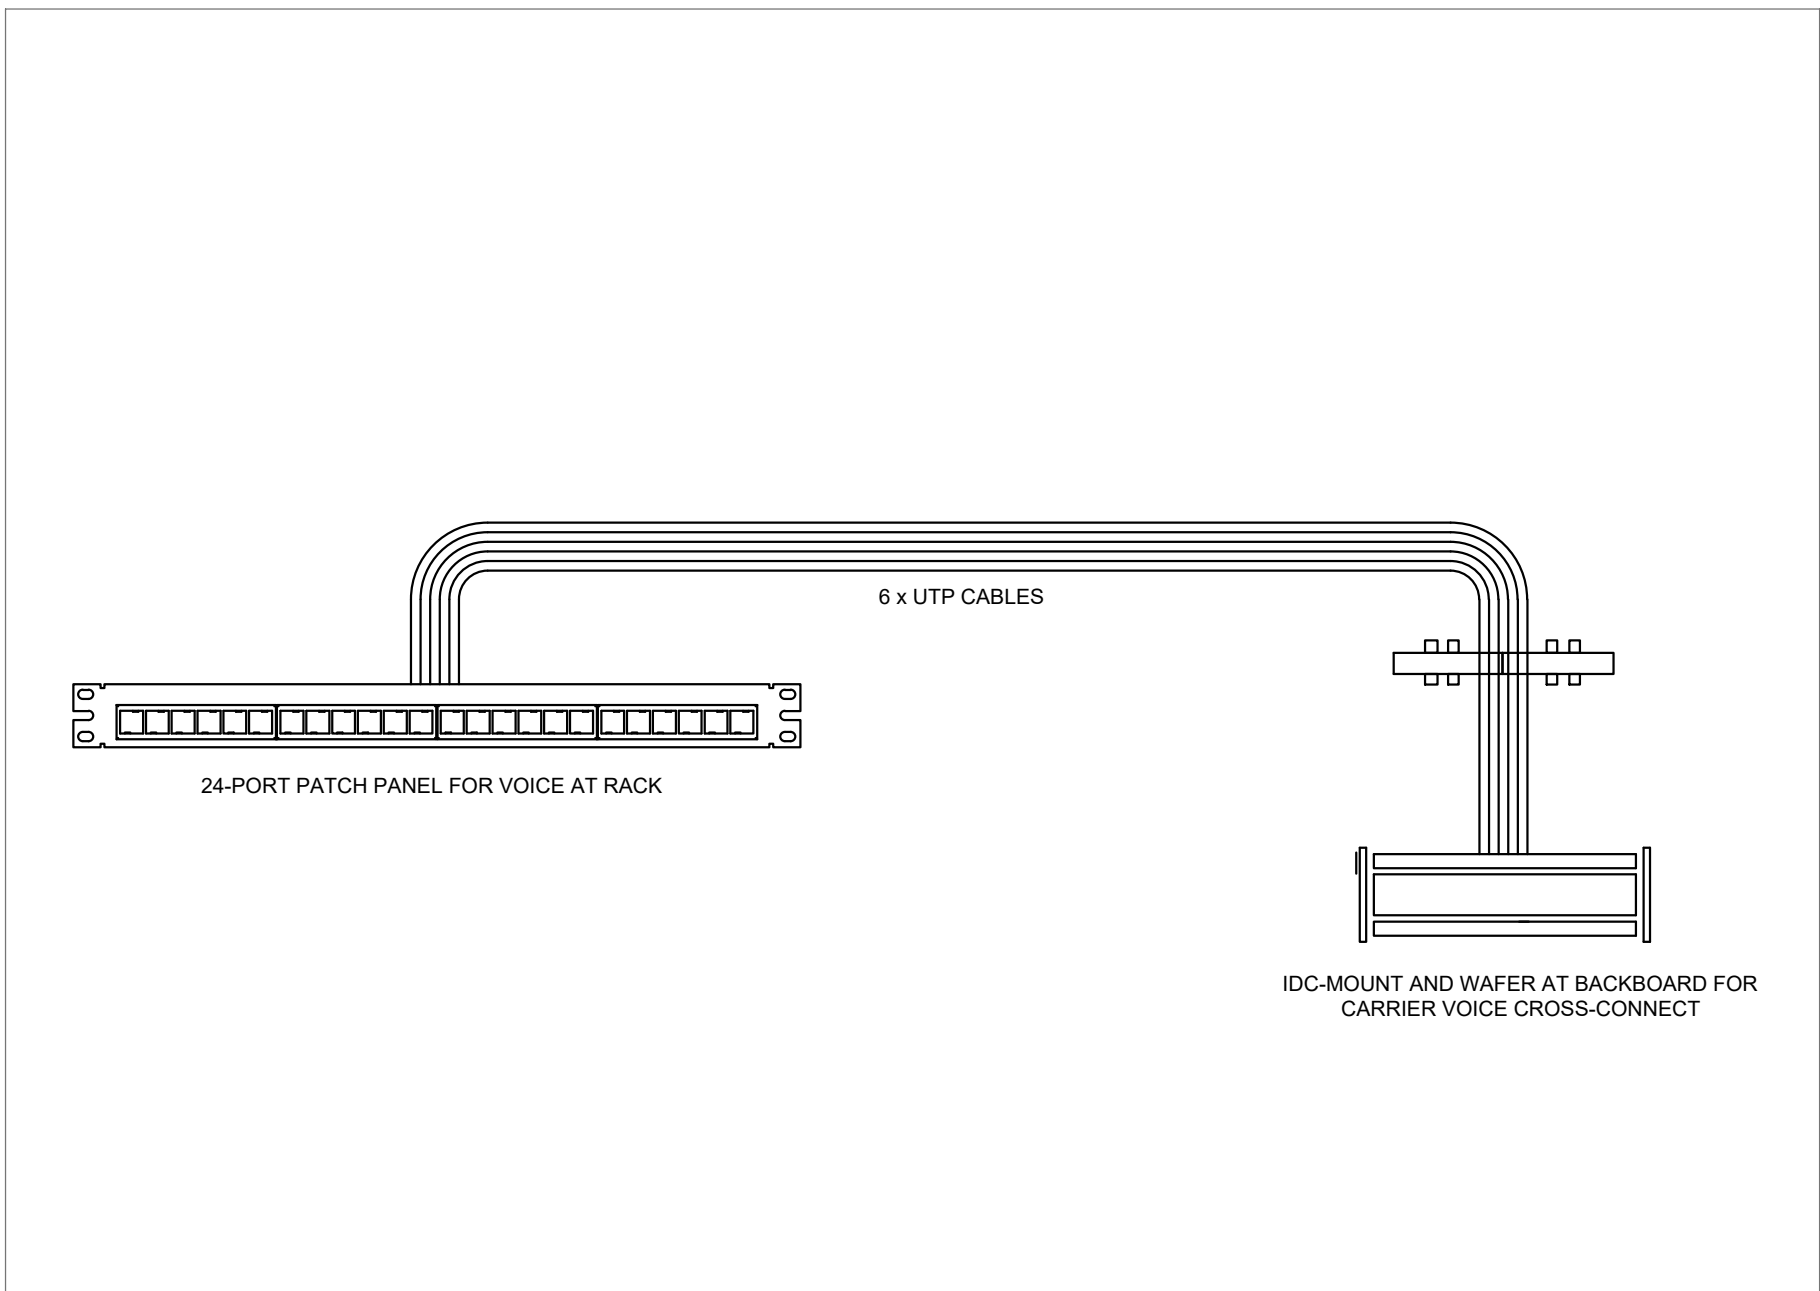 6 x UTP CABLES
24-PORT PATCH PANEL FOR VOICE AT RACK
IDC-MOUNT AND WAFER AT BACKBOARD FOR
CARRIER VOICE CROSS-CONNECT